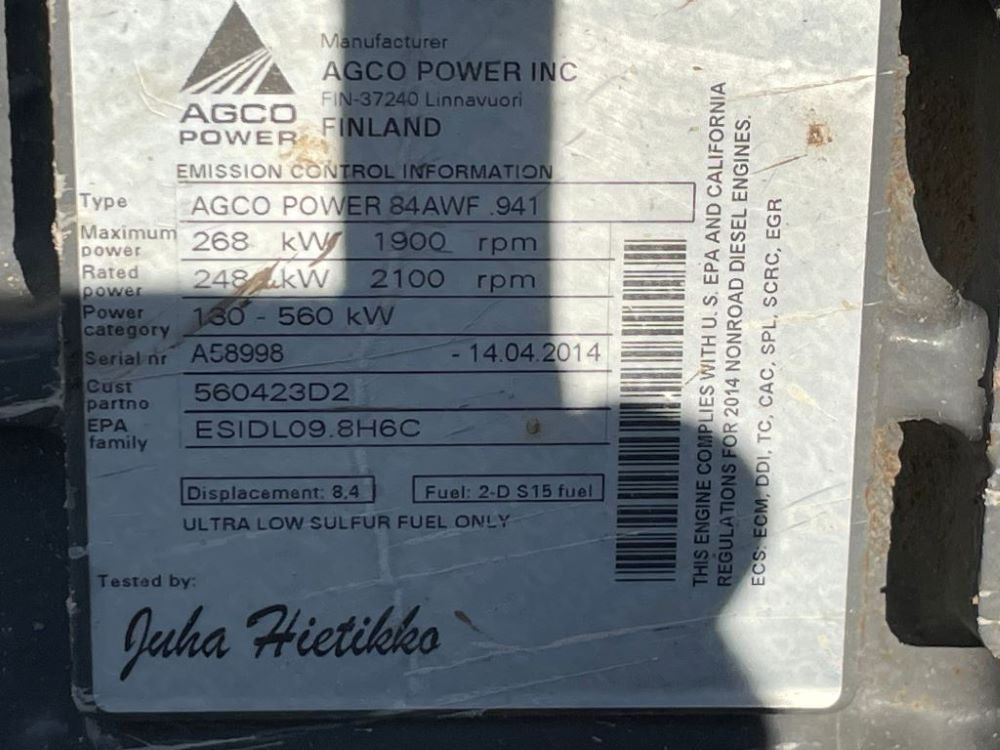 AGCO
POWER
Manufacturer
AGCO POWER INC
FIN-37240 Linnavuori
FINLAND
EMISSION CONTROL INFORMATION
Type AGCO POWER 84AWF .941
Maximum power 268 kW 1900 rpm
Rated power 248 kW 2100 rpm
Power category 130 - 560 kW
Serial nr A58998 - 14.04.2014
Cust partno 560423D2
EPA family ESIDL09.8H6C
Displacement: 8,4 Fuel: 2-D S15 fuel
ULTRA LOW SULFUR FUEL ONLY
Tested by:
Juha Hietikko
THIS ENGINE COMPLIES WITH U.S. EPA AND CALIFORNIA
REGULATIONS FOR 2014 NONROAD DIESEL ENGINES.
ECS: ECM, DDI, TC, CAC, SPL, SCRC, EGR